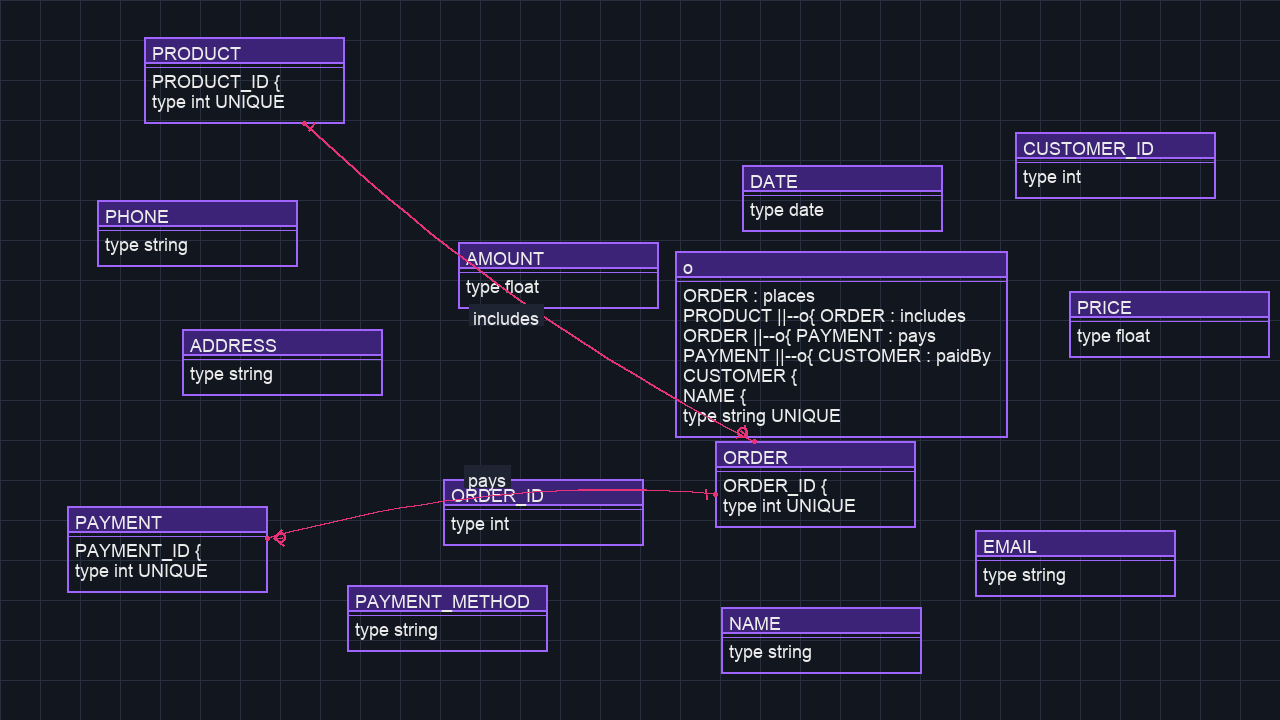 PRODUCT
PRODUCT_ID {
type int UNIQUE
CUSTOMER_ID
type int
DATE
type date
PHONE
type string
AMOUNT
type float
includes
o
ORDER : places
PRODUCT ||--o{ ORDER : includes
ORDER ||--o{ PAYMENT : pays
PAYMENT ||--o{ CUSTOMER : paidBy
CUSTOMER {
NAME {
type string UNIQUE
PRICE
type float
ADDRESS
type string
ORDER
ORDER_ID {
type int UNIQUE
pays
ORDER_ID
type int
PAYMENT
PAYMENT_ID {
type int UNIQUE
EMAIL
type string
PAYMENT_METHOD
type string
NAME
type string